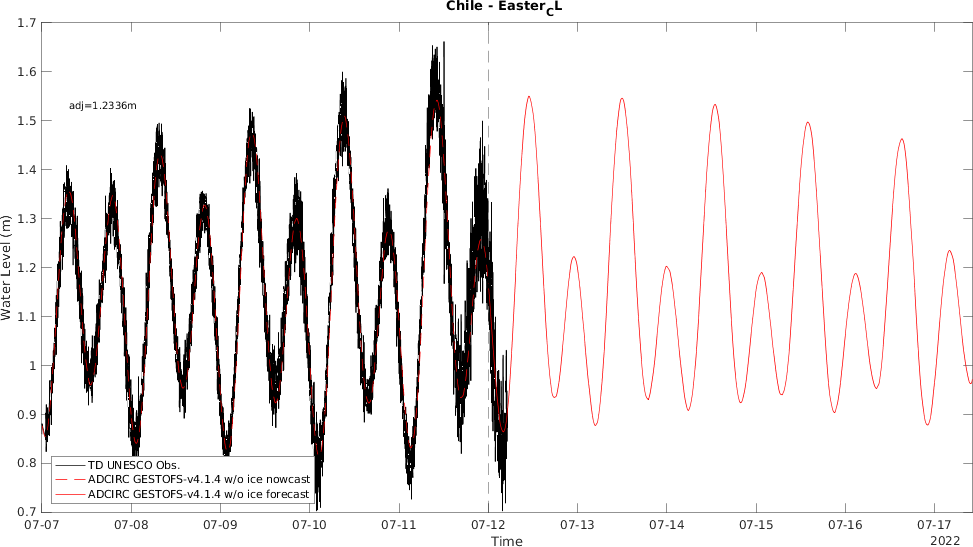 Chile - Easter_CL
1.7
1.6
1.5
1.4
1.3
1.2
1.1
1
0.9
0.8
0.7
Water Level (m)
adj=1.2336m
TD UNESCO Obs.
ADCIRC GESTOFS-v4.1.4 w/o ice nowcast
ADCIRC GESTOFS-v4.1.4 w/o ice forecast
07-07 07-08 07-09 07-10 07-11 07-12 07-13 07-14 07-15 07-16 07-17
Time
2022